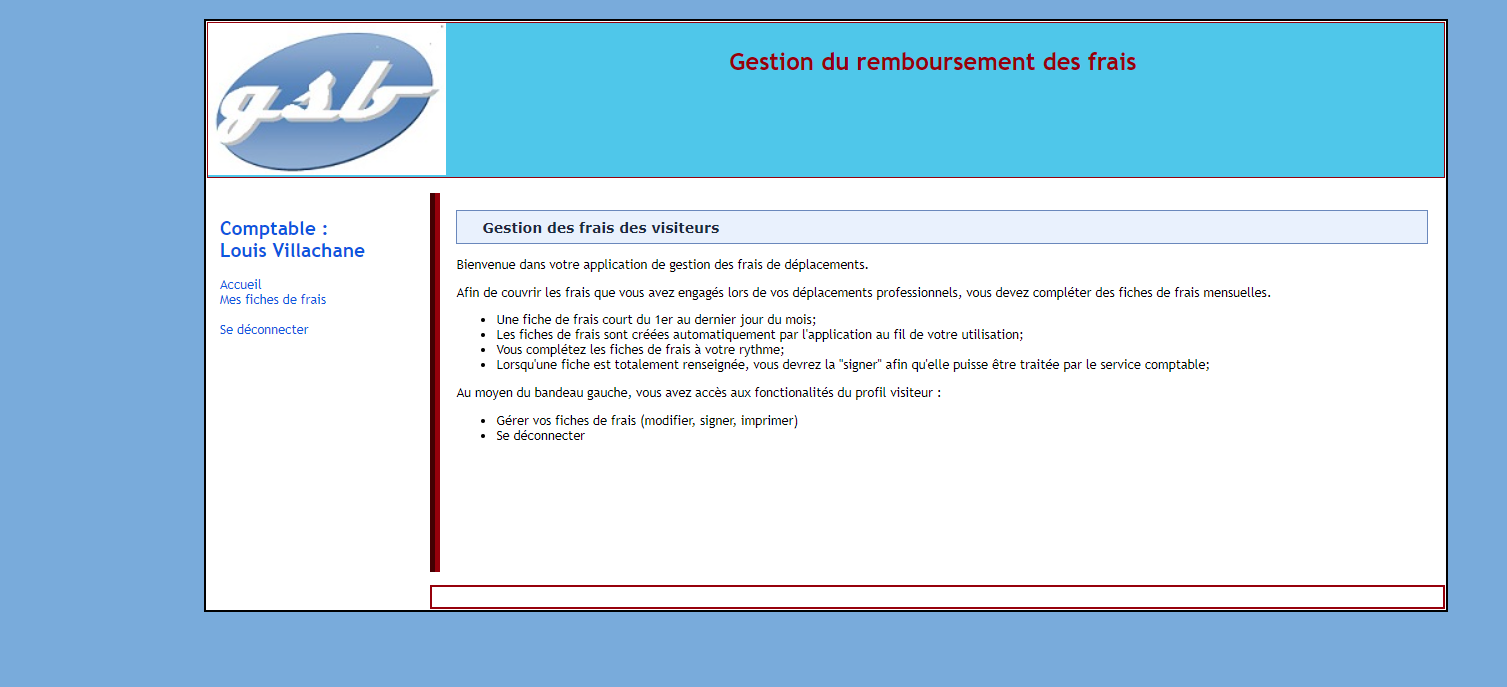 gsb
Gestion du remboursement des frais
Comptable :
Louis Villachane
Accueil
Mes fiches de frais
Se déconnecter
Gestion des frais des visiteurs
Bienvenue dans votre application de gestion des frais de déplacements.
Afin de couvrir les frais que vous avez engagés lors de vos déplacements professionnels, vous devez compléter des fiches de frais mensuelles.
• Une fiche de frais court du 1er au dernier jour du mois;
• Les fiches de frais sont créées automatiquement par l'application au fil de votre utilisation;
• Vous complétez les fiches de frais à votre rythme;
• Lorsqu'une fiche est totalement renseignée, vous devrez la "signer" afin qu'elle puisse être traitée par le service comptable;
Au moyen du bandeau gauche, vous avez accès aux fonctionalités du profil visiteur :
• Gérer vos fiches de frais (modifier, signer, imprimer)
• Se déconnecter